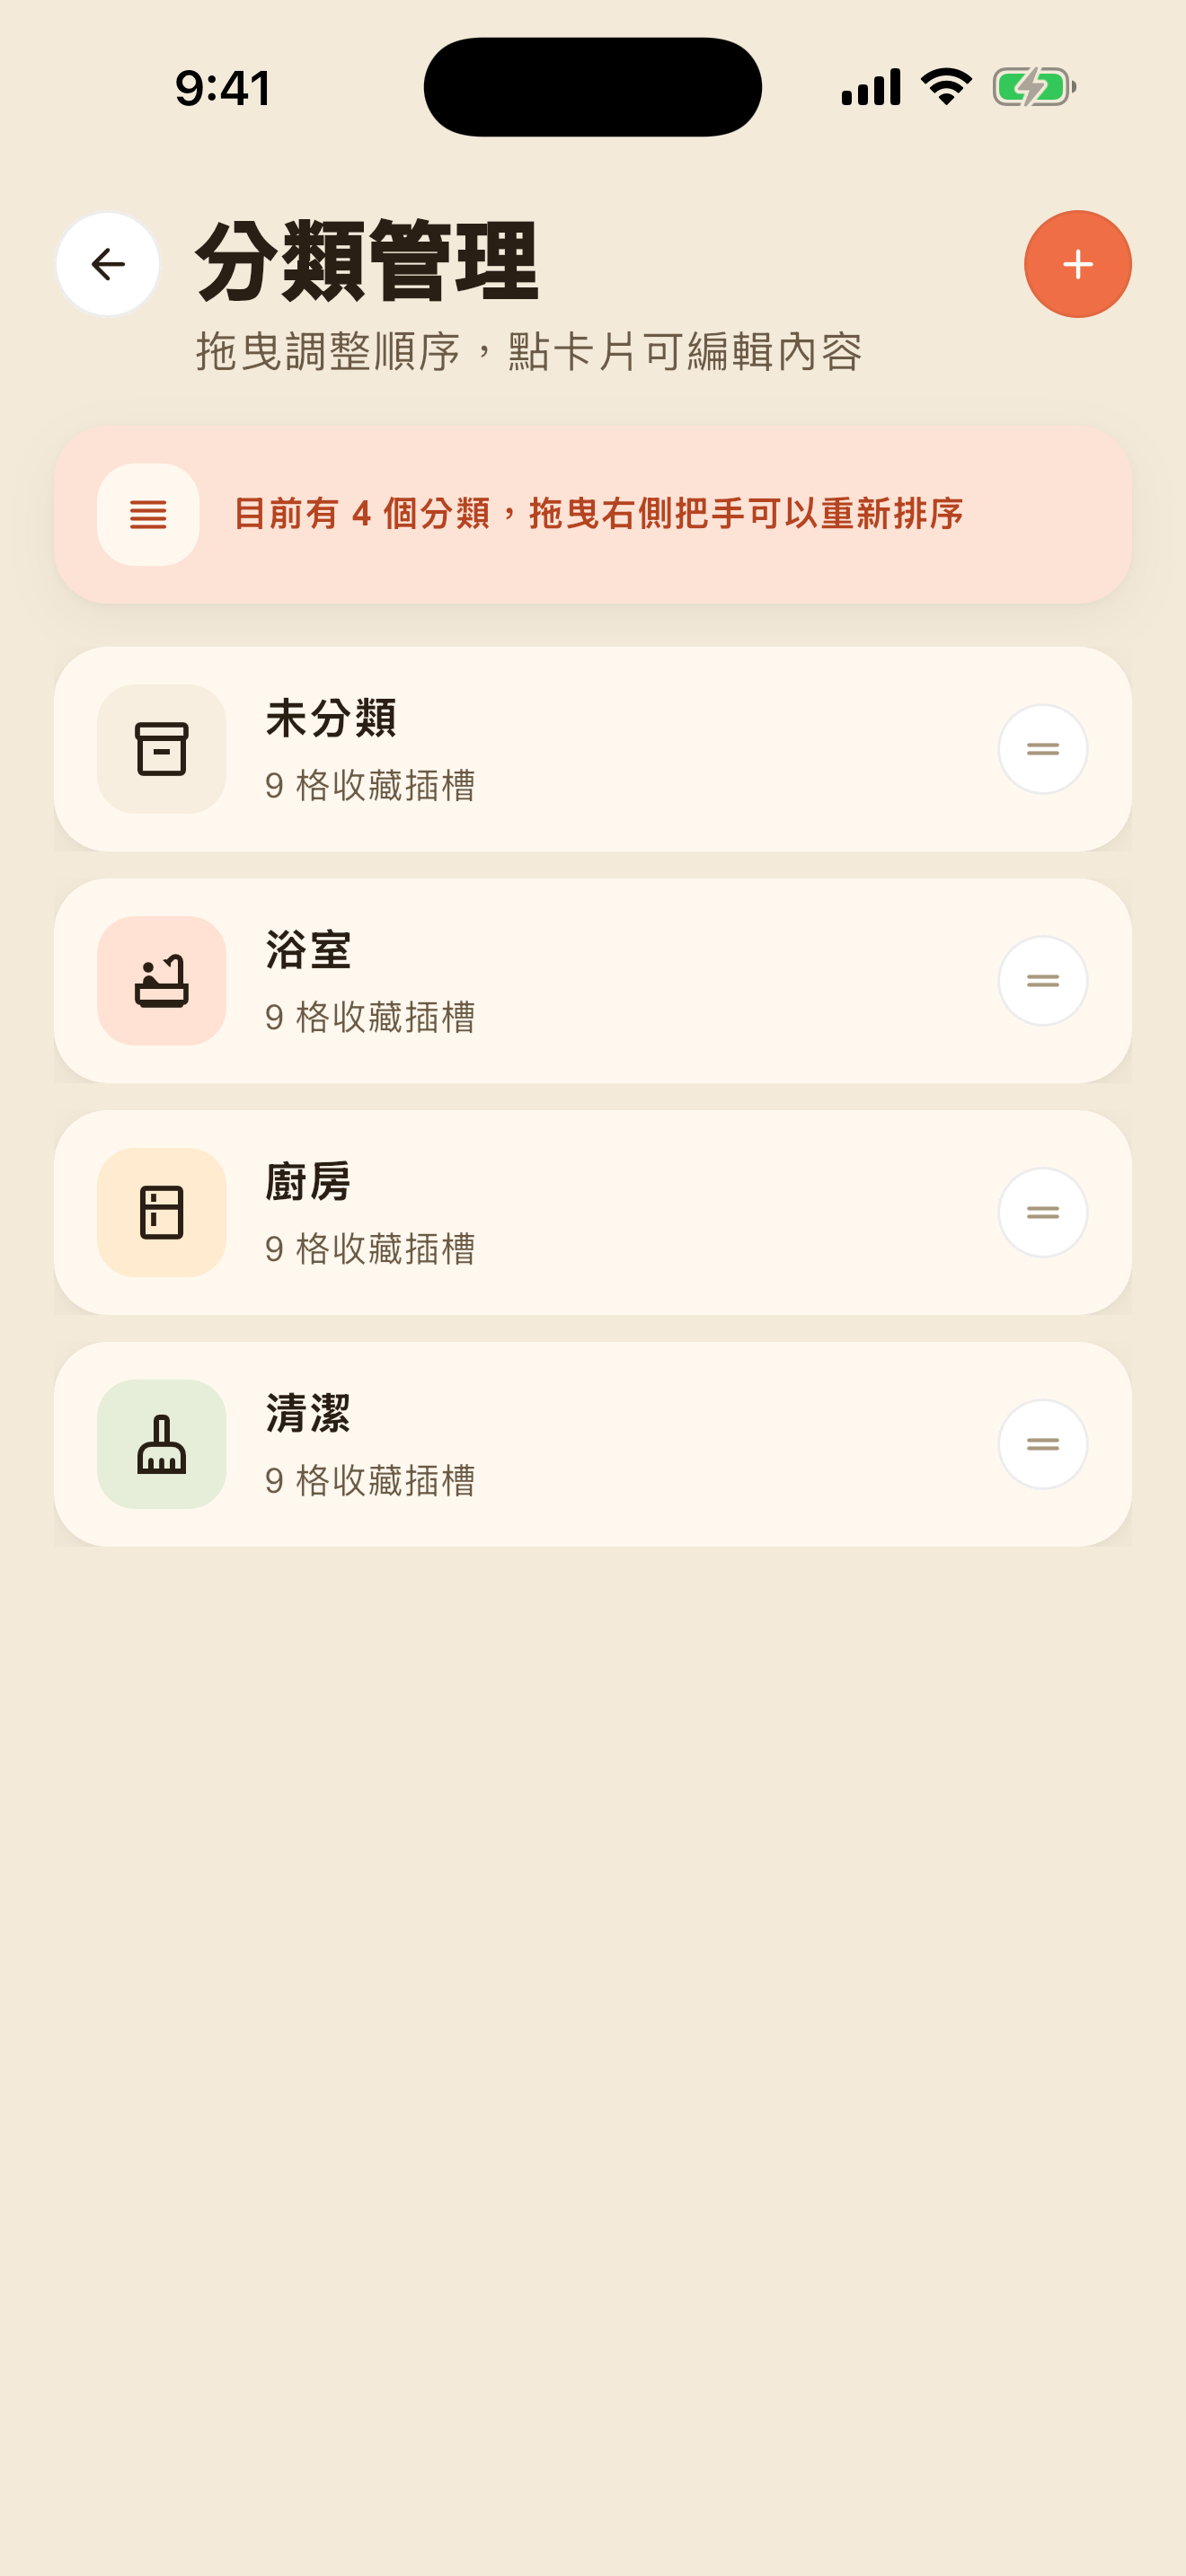 9:41
分類管理
拖曳調整順序，點卡片可編輯內容
目前有 4 個分類，拖曳右側把手可以重新排序
未分類
9 格收藏插槽
浴室
9 格收藏插槽
廚房
9 格收藏插槽
清潔
9 格收藏插槽